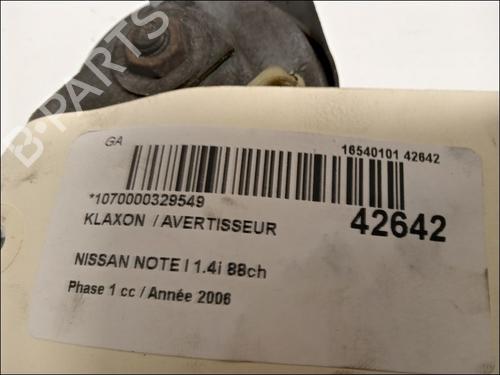 B-PARTS
GA
16540101 42642
*1070000329549
42642
KLAXON / AVERTISSEUR
NISSAN NOTE I 1.4i 88ch
Phase 1 cc / Année 2006